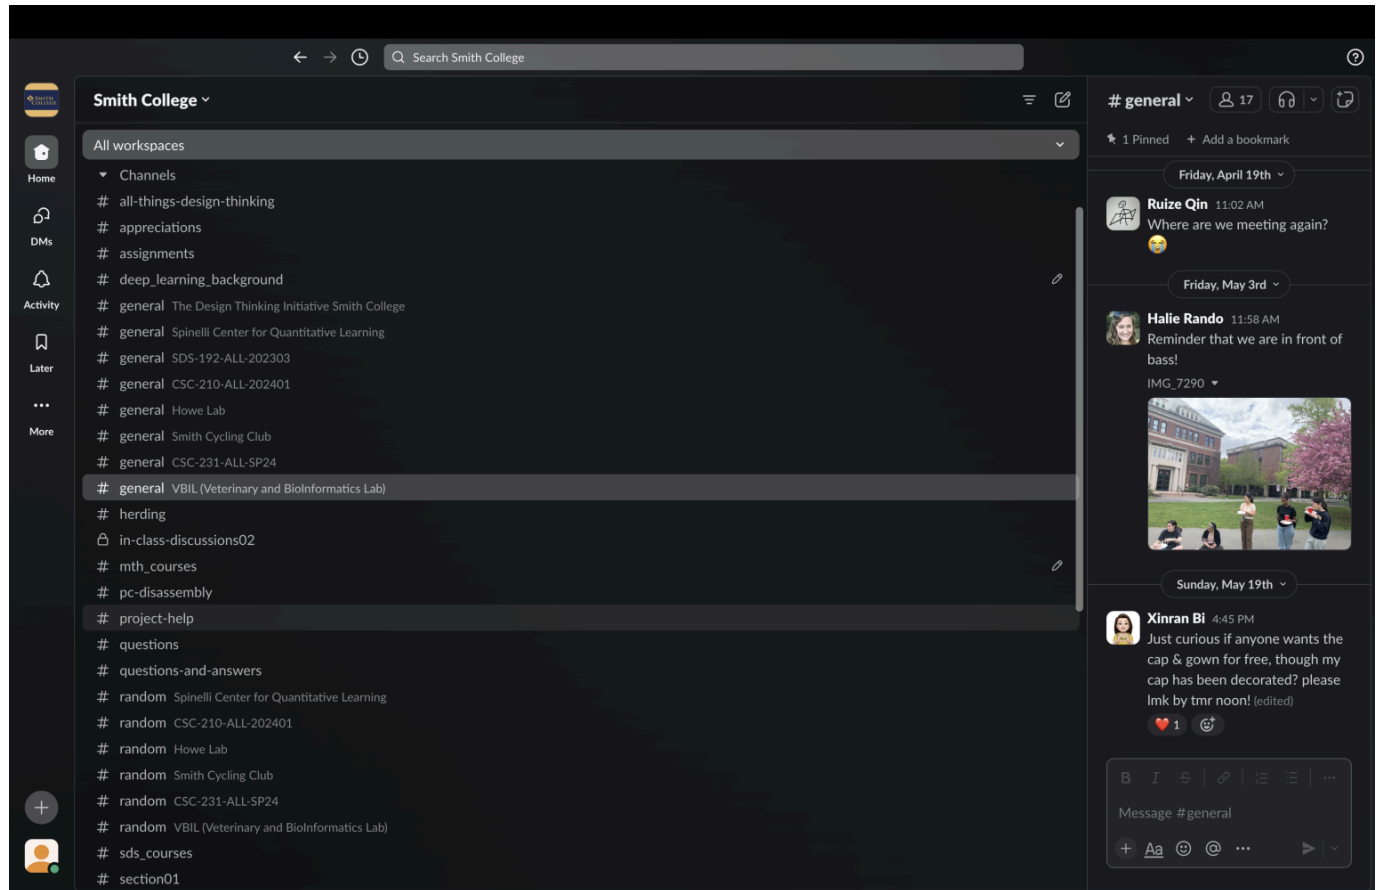 Search Smith College
SMITH COLLEGE
Home
DMs
Activity
Later
More
Smith College
All workspaces
Channels
# all-things-design-thinking
# appreciations
# assignments
# deep_learning_background
# general The Design Thinking Initiative Smith College
# general Spinelli Center for Quantitative Learning
# general SDS-192-ALL-202303
# general CSC-210-ALL-202401
# general Howe Lab
# general Smith Cycling Club
# general CSC-231-ALL-SP24
# general VBIL (Veterinary and BioInformatics Lab)
# herding
in-class-discussions02
# mth_courses
# pc-disassembly
# project-help
# questions
# questions-and-answers
# random Spinelli Center for Quantitative Learning
# random CSC-210-ALL-202401
# random Howe Lab
# random Smith Cycling Club
# random CSC-231-ALL-SP24
# random VBIL (Veterinary and BioInformatics Lab)
# sds_courses
# section01
# general 17
1 Pinned + Add a bookmark
Friday, April 19th
Ruize Qin 11:02 AM
Where are we meeting again?
😭
Friday, May 3rd
Halie Rando 11:58 AM
Reminder that we are in front of
bass!
IMG_7290
Sunday, May 19th
Xinran Bi 4:45 PM
Just curious if anyone wants the
cap & gown for free, though my
cap has been decorated? please
lmk by tmr noon! (edited)
❤️ 1
B I S
Message #general
+ Aa @ ...